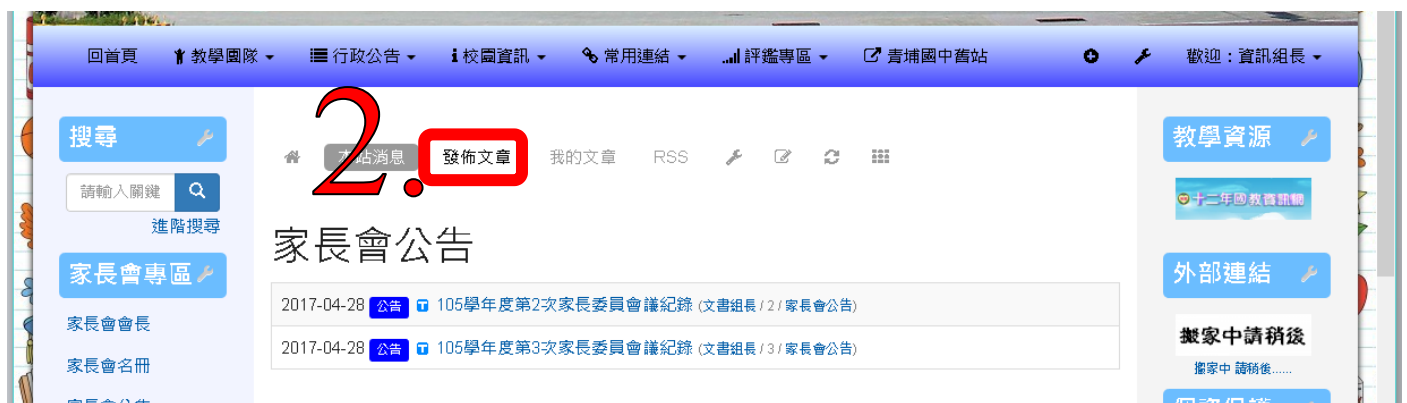 回首頁 教學團隊 行政公告 校園資訊 常用連結 評鑑專區 青埔國中舊站 歡迎：資訊組長
搜尋
請輸入關鍵
進階搜尋
家長會專區
家長會會長
家長會名冊
2.
本站消息 發佈文章 我的文章 RSS
家長會公告
2017-04-28 公告 105學年度第2次家長委員會議紀錄 (文書組長 / 2 / 家長會公告)
2017-04-28 公告 105學年度第3次家長委員會議紀錄 (文書組長 / 3 / 家長會公告)
教學資源
十二年國教資訊網
外部連結
搬家中請稍後
搬家中 請稍後......